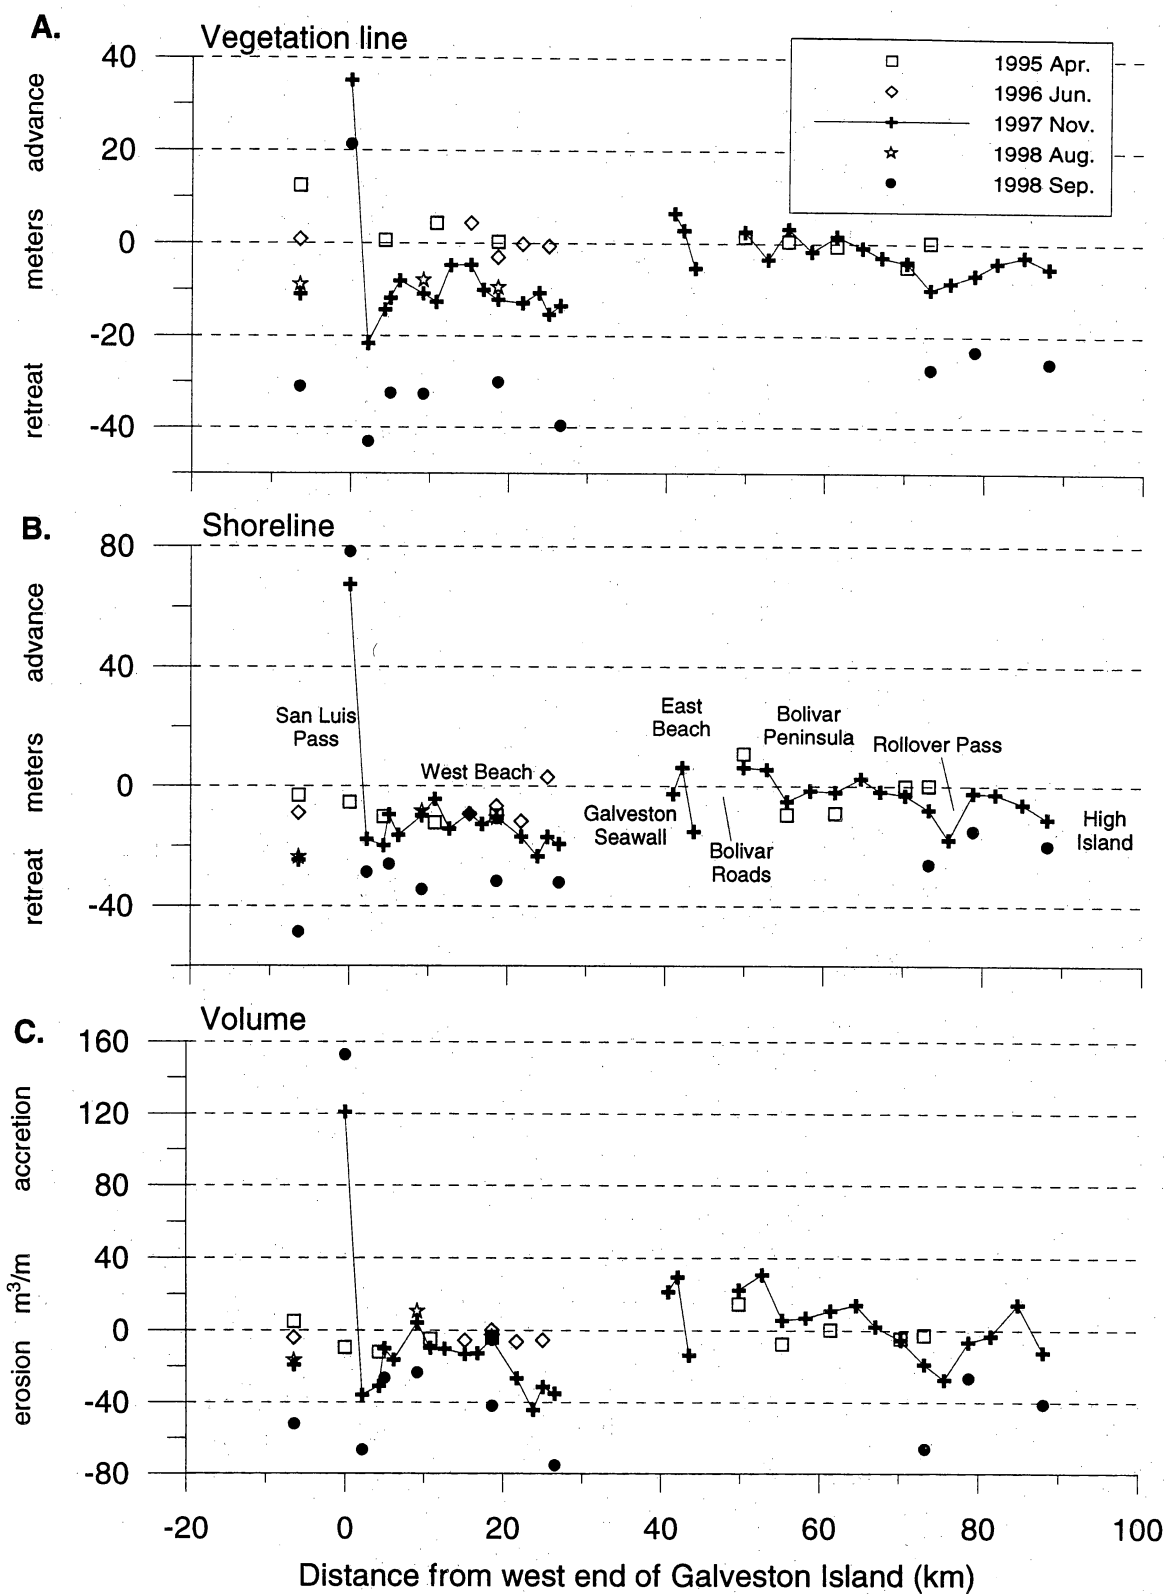 A.
Vegetation line
40
20
0
-20
-40
advance
meters
retreat
1995 Apr.
1996 Jun.
1997 Nov.
1998 Aug.
1998 Sep.
B.
Shoreline
80
40
0
-40
advance
meters
retreat
San Luis
Pass
West Beach
East
Beach
Galveston
Seawall
Bolivar
Roads
Bolivar
Peninsula
Rollover Pass
High
Island
C.
Volume
160
120
80
40
0
-40
-80
accretion
m³/m
erosion
-20 0 20 40 60 80 100
Distance from west end of Galveston Island (km)